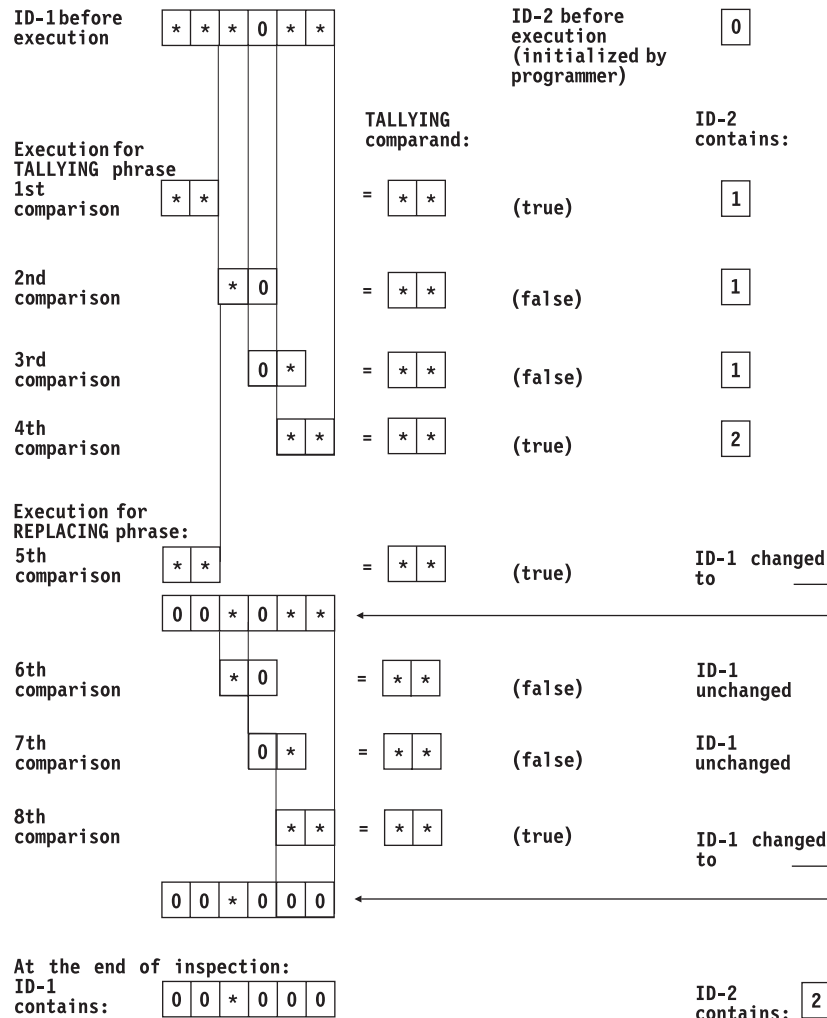 ID-1 before execution * * * 0 * * ID-2 before execution (initialized by programmer) 0
TALLYING comparand: ID-2 contains:
Execution for
TALLYING phrase
1st comparison * * = * * (true) 1
2nd comparison * 0 = * * (false) 1
3rd comparison 0 * = * * (false) 1
4th comparison * * = * * (true) 2
Execution for
REPLACING phrase:
5th comparison * * = * * (true) ID-1 changed to
0 0 * 0 * *
6th comparison * 0 = * * (false) ID-1 unchanged
7th comparison 0 * = * * (false) ID-1 unchanged
8th comparison * * = * * (true) ID-1 changed to
0 0 * 0 0 0
At the end of inspection:
ID-1 contains: 0 0 * 0 0 0 ID-2 contains: 2